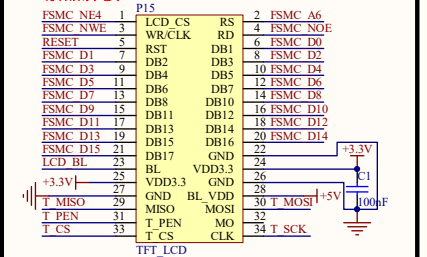 P15
FSMC_NE4 1 LCD_CS RS 2 FSMC_A6
FSMC_NWE 3 WR/CLK RD 4 FSMC_NOE
RESET 5 RST DB1 6 FSMC_D0
FSMC_D1 7 DB2 DB3 8 FSMC_D2
FSMC_D3 9 DB4 DB5 10 FSMC_D4
FSMC_D5 11 DB6 DB7 12 FSMC_D6
FSMC_D7 13 DB8 DB10 14 FSMC_D8
FSMC_D9 15 DB11 DB12 16 FSMC_D10
FSMC_D11 17 DB13 DB14 18 FSMC_D12
FSMC_D13 19 DB15 DB16 20 FSMC_D14
FSMC_D15 21 DB17 GND 22
LCD_BL 23 BL VDD3.3 24 +3.3V
+3.3V 25 VDD3.3 GND 26 C1
27 GND BL_VDD 28 +5V
T_MISO 29 MISO MOSI 30 T_MOSI 100nF
T_PEN 31 T_PEN MO 32
T_CS 33 T_CS CLK 34 T_SCK
TFT_LCD